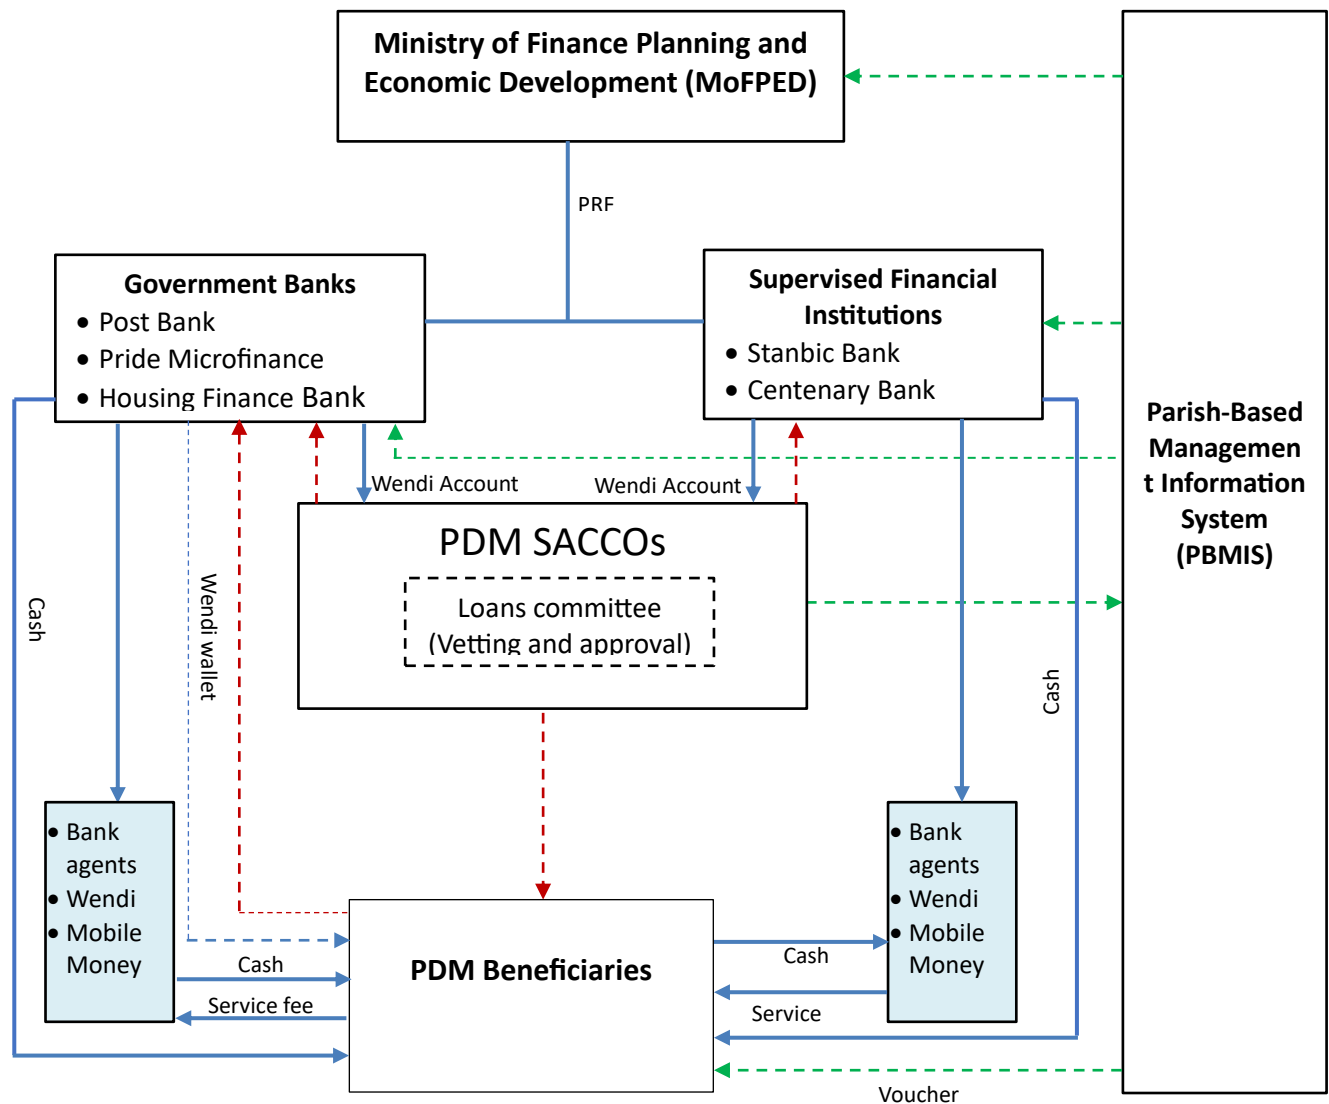 Ministry of Finance Planning and
Economic Development (MoFPED)
PRF
Government Banks
• Post Bank
• Pride Microfinance
• Housing Finance Bank
Supervised Financial
Institutions
• Stanbic Bank
• Centenary Bank
Parish-Based
Managemen
t Information
System
(PBMIS)
Wendi Account
Wendi Account
PDM SACCOs
Loans committee
(Vetting and approval)
Cash
Wendi wallet
Cash
• Bank
agents
• Wendi
• Mobile
Money
• Bank
agents
• Wendi
• Mobile
Money
PDM Beneficiaries
Cash
Service fee
Cash
Service
Voucher